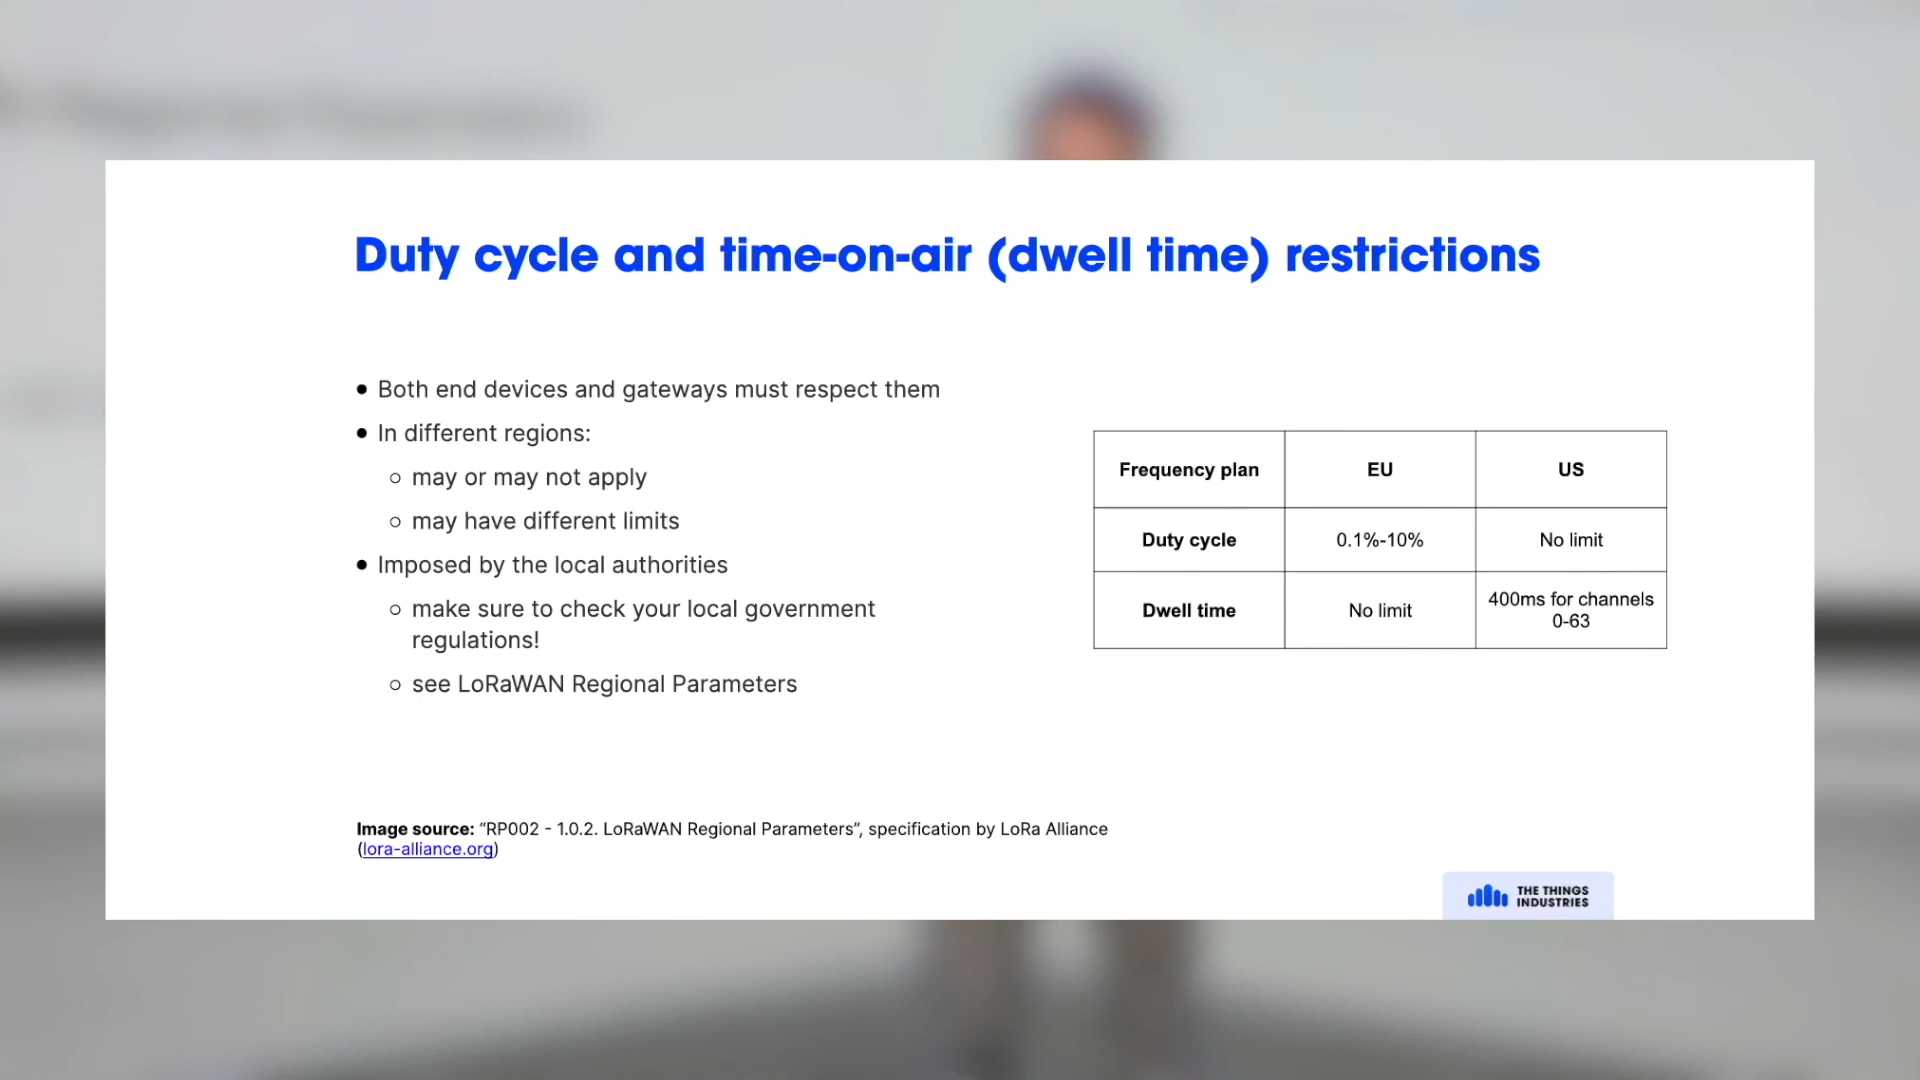 Duty cycle and time-on-air (dwell time) restrictions
● Both end devices and gateways must respect them
● In different regions:
○ may or may not apply
○ may have different limits
● Imposed by the local authorities
○ make sure to check your local government
regulations!
○ see LoRaWAN Regional Parameters
Frequency plan EU US
Duty cycle 0.1%-10% No limit
Dwell time No limit 400ms for channels
0-63
Image source: “RP002 - 1.0.2. LoRaWAN Regional Parameters”, specification by LoRa Alliance
(lora-alliance.org)
THE THINGS
INDUSTRIES